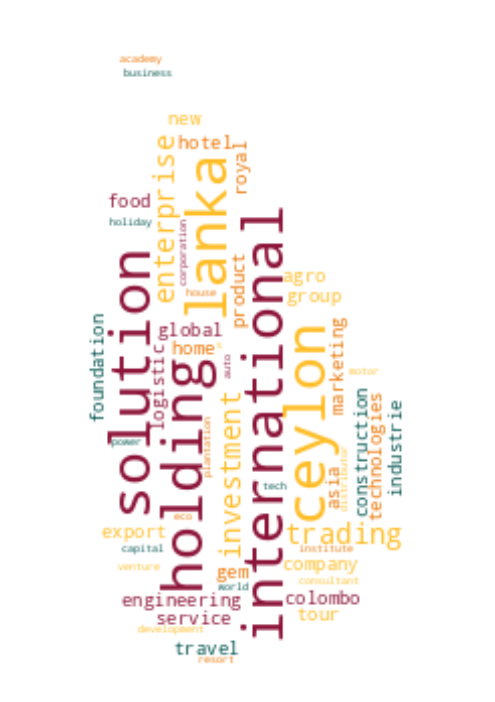 academy
business
new
hotel
royal
enterprise
lanka
food
holiday
corporation
house
solution
international
product
agro
group
foundation
global
home
logistic
holding
auto
ceylon
marketing
motor
investment
plantation
power
construction
technologies
industrie
tech
asia
distributor
eco
export
trading
capital
institute
venture
gem
company
world
consultant
engineering
colombo
service
tour
development
travel
resort